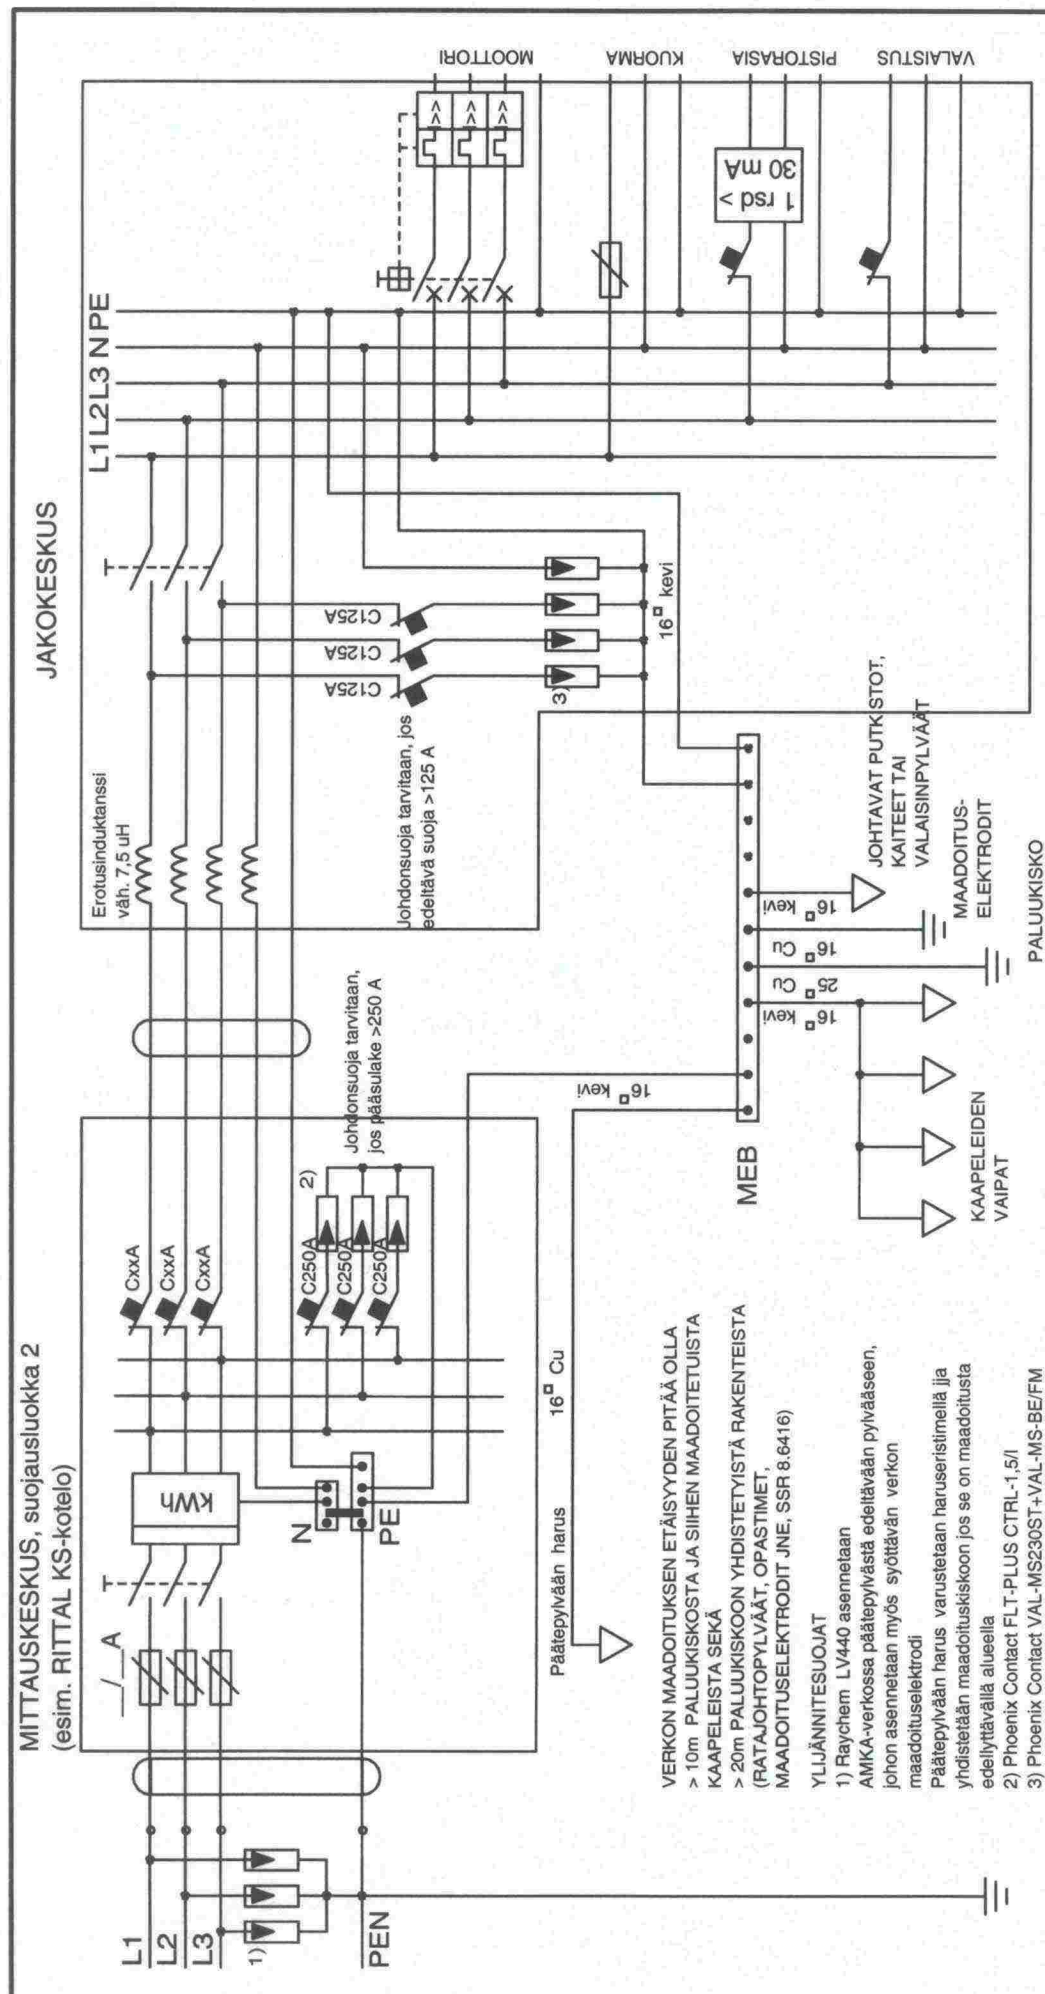 MITTAUSKESKUS, suojausluokka 2
(esim. RITTAL KS-kotelo)
JAKOKESKUS
L1
L2
L3
1)
PEN
__/__A
kWh
N
PE
CxxA
CxxA
CxxA
C250A
C250A
C250A
2)
Johdonsuoja tarvitaan,
jos pääsulake >250 A
Erotusinduktanssi
väh. 7,5 uH
Johdonsuoja tarvitaan, jos
edeltävä suoja >125 A
C125A
C125A
C125A
3)
16 kevi
L1 L2 L3 N PE
1 rsd <
30 mA
MOOTTORI
KUORMA
PISTORASIA
VALAISTUS
Päätepylvään harus
16 Cu
16 kevi
MEB
16 kevi
25 Cu
16 Cu
16 kevi
KAAPELEIDEN
VAIPAT
PALUUKISKO
MAADOITUS-
ELEKTRODIT
JOHTAVAT PUTKISTOT,
KAITEET TAI
VALAISINPYLVÄÄT
VERKON MAADOITUKSEN ETÄISYYDEN PITÄÄ OLLA
> 10m PALUUKISKOSTA JA SIIHEN MAADOITETUISTA
KAAPELEISTA SEKÄ
> 20m PALUUKISKOON YHDISTETYISTÄ RAKENTEISTA
(RATAJOHTOPYLVÄÄT, OPASTIMET,
MAADOITUSELEKTRODIT JNE, SSR 8.6416)
YLIJÄNNITESUOJAT
1) Raychem LV440 asennetaan
AMKA-verkossa päätepylvästä edeltävään pylvääseen,
johon asennetaan myös syöttävän verkon
maadoituselektrodi
Päätepylvään harus varustetaan haruseristimellä jja
yhdistetään maadoituskiskoon jos se on maadoitusta
edellyttävällä alueella
2) Phoenix Contact FLT-PLUS CTRL-1,5/I
3) Phoenix Contact VAL-MS230ST+VAL-MS-BE/FM